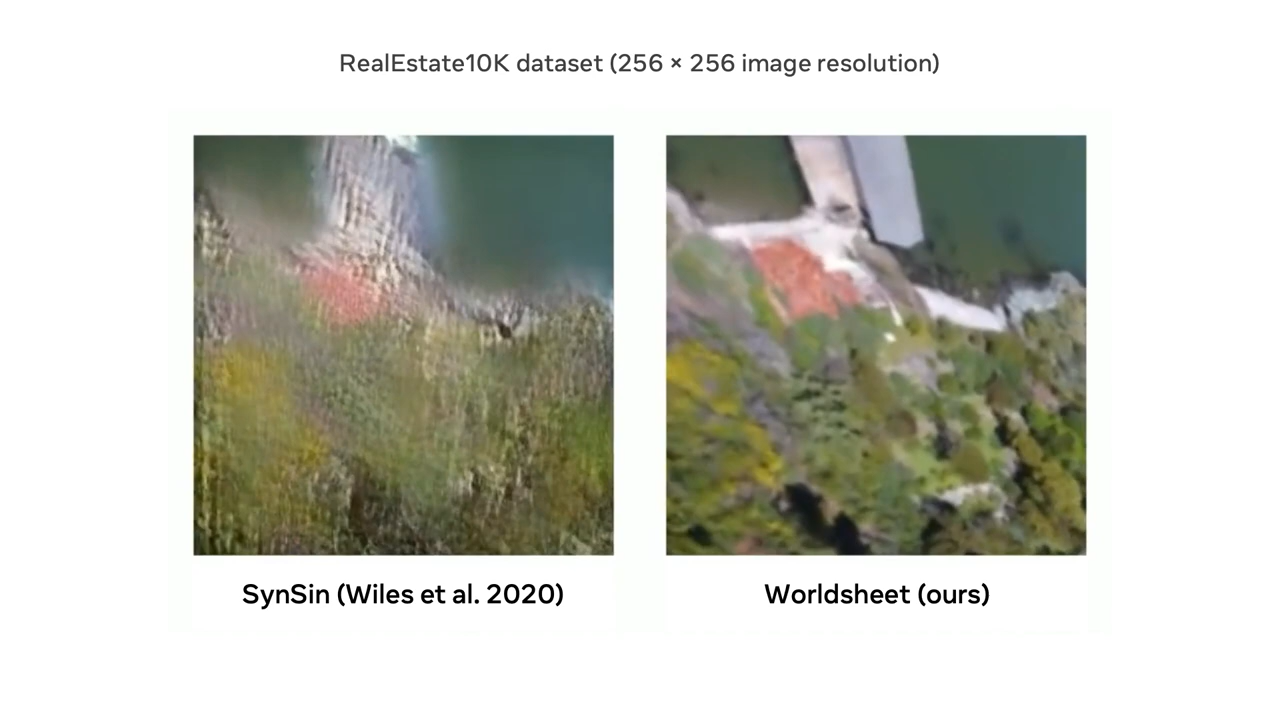 RealEstate10K dataset (256 × 256 image resolution)
SynSin (Wiles et al. 2020)
Worldsheet (ours)